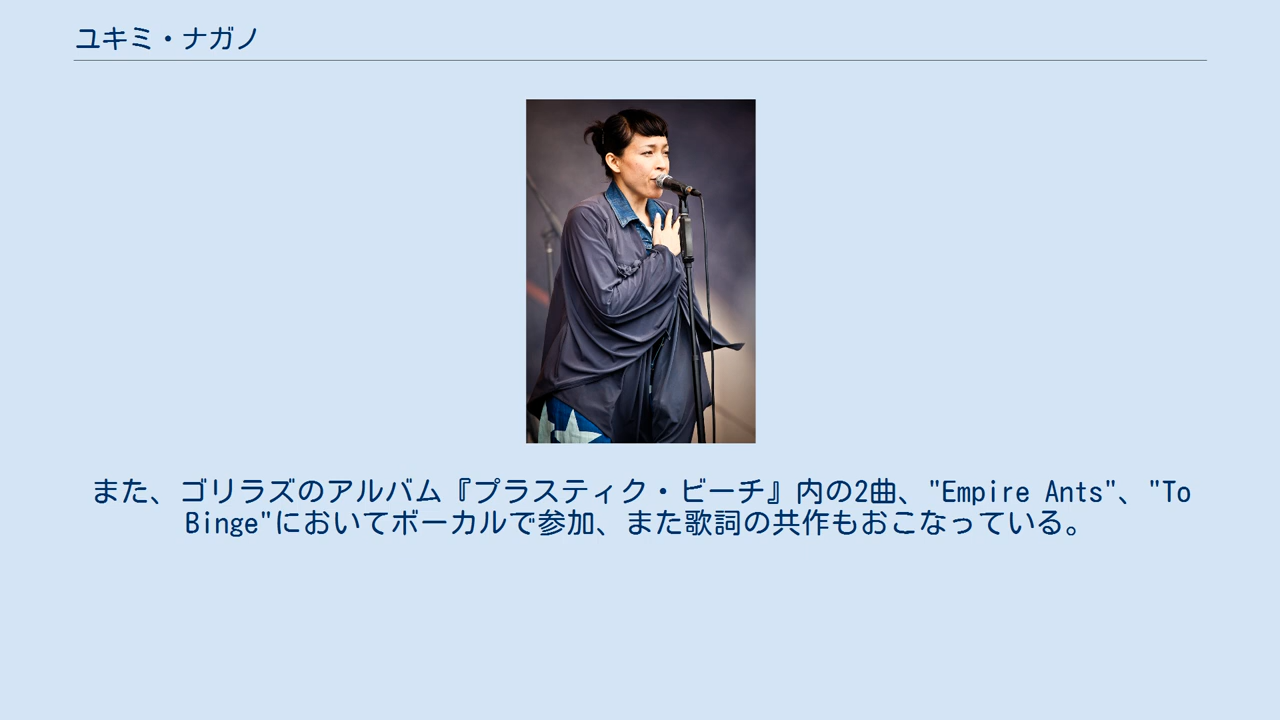 ユキミ・ナガノ
また、ゴリラズのアルバム『プラスティク・ビーチ』内の2曲、"Empire Ants"、"To
Binge"においてボーカルで参加、また歌詞の共作もおこなっている。